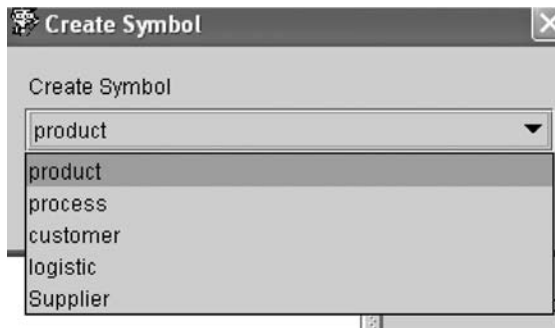 Create Symbol
Create Symbol
product
product
process
customer
logistic
Supplier